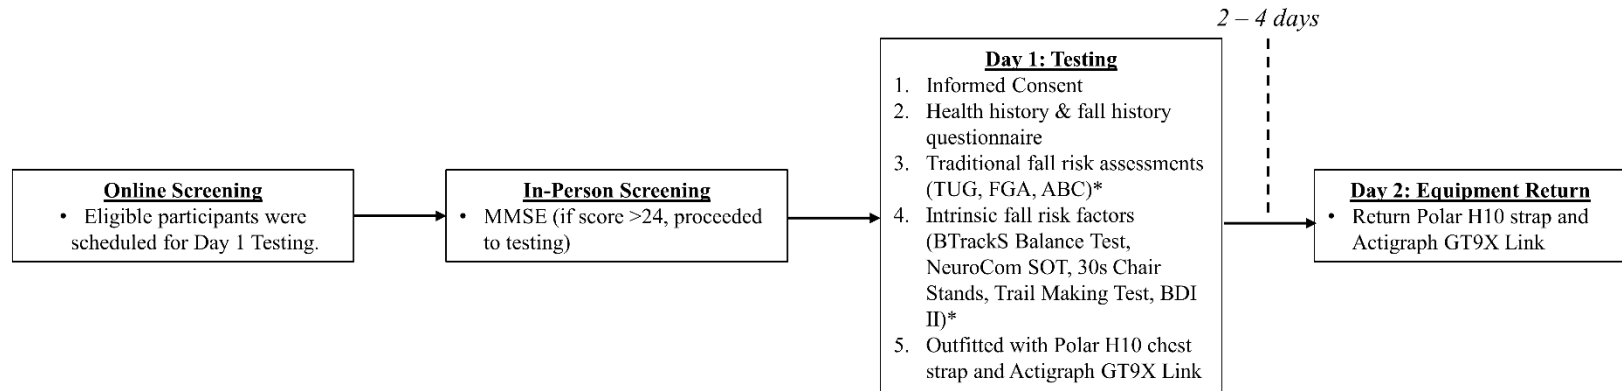 2 – 4 days
Online Screening
• Eligible participants were
scheduled for Day 1 Testing.
In-Person Screening
• MMSE (if score >24, proceeded
to testing)
Day 1: Testing
1. Informed Consent
2. Health history & fall history
questionnaire
3. Traditional fall risk assessments
(TUG, FGA, ABC)*
4. Intrinsic fall risk factors
(BTrackS Balance Test,
NeuroCom SOT, 30s Chair
Stands, Trail Making Test, BDI
II)*
5. Outfitted with Polar H10 chest
strap and Actigraph GT9X Link
Day 2: Equipment Return
• Return Polar H10 strap and
Actigraph GT9X Link